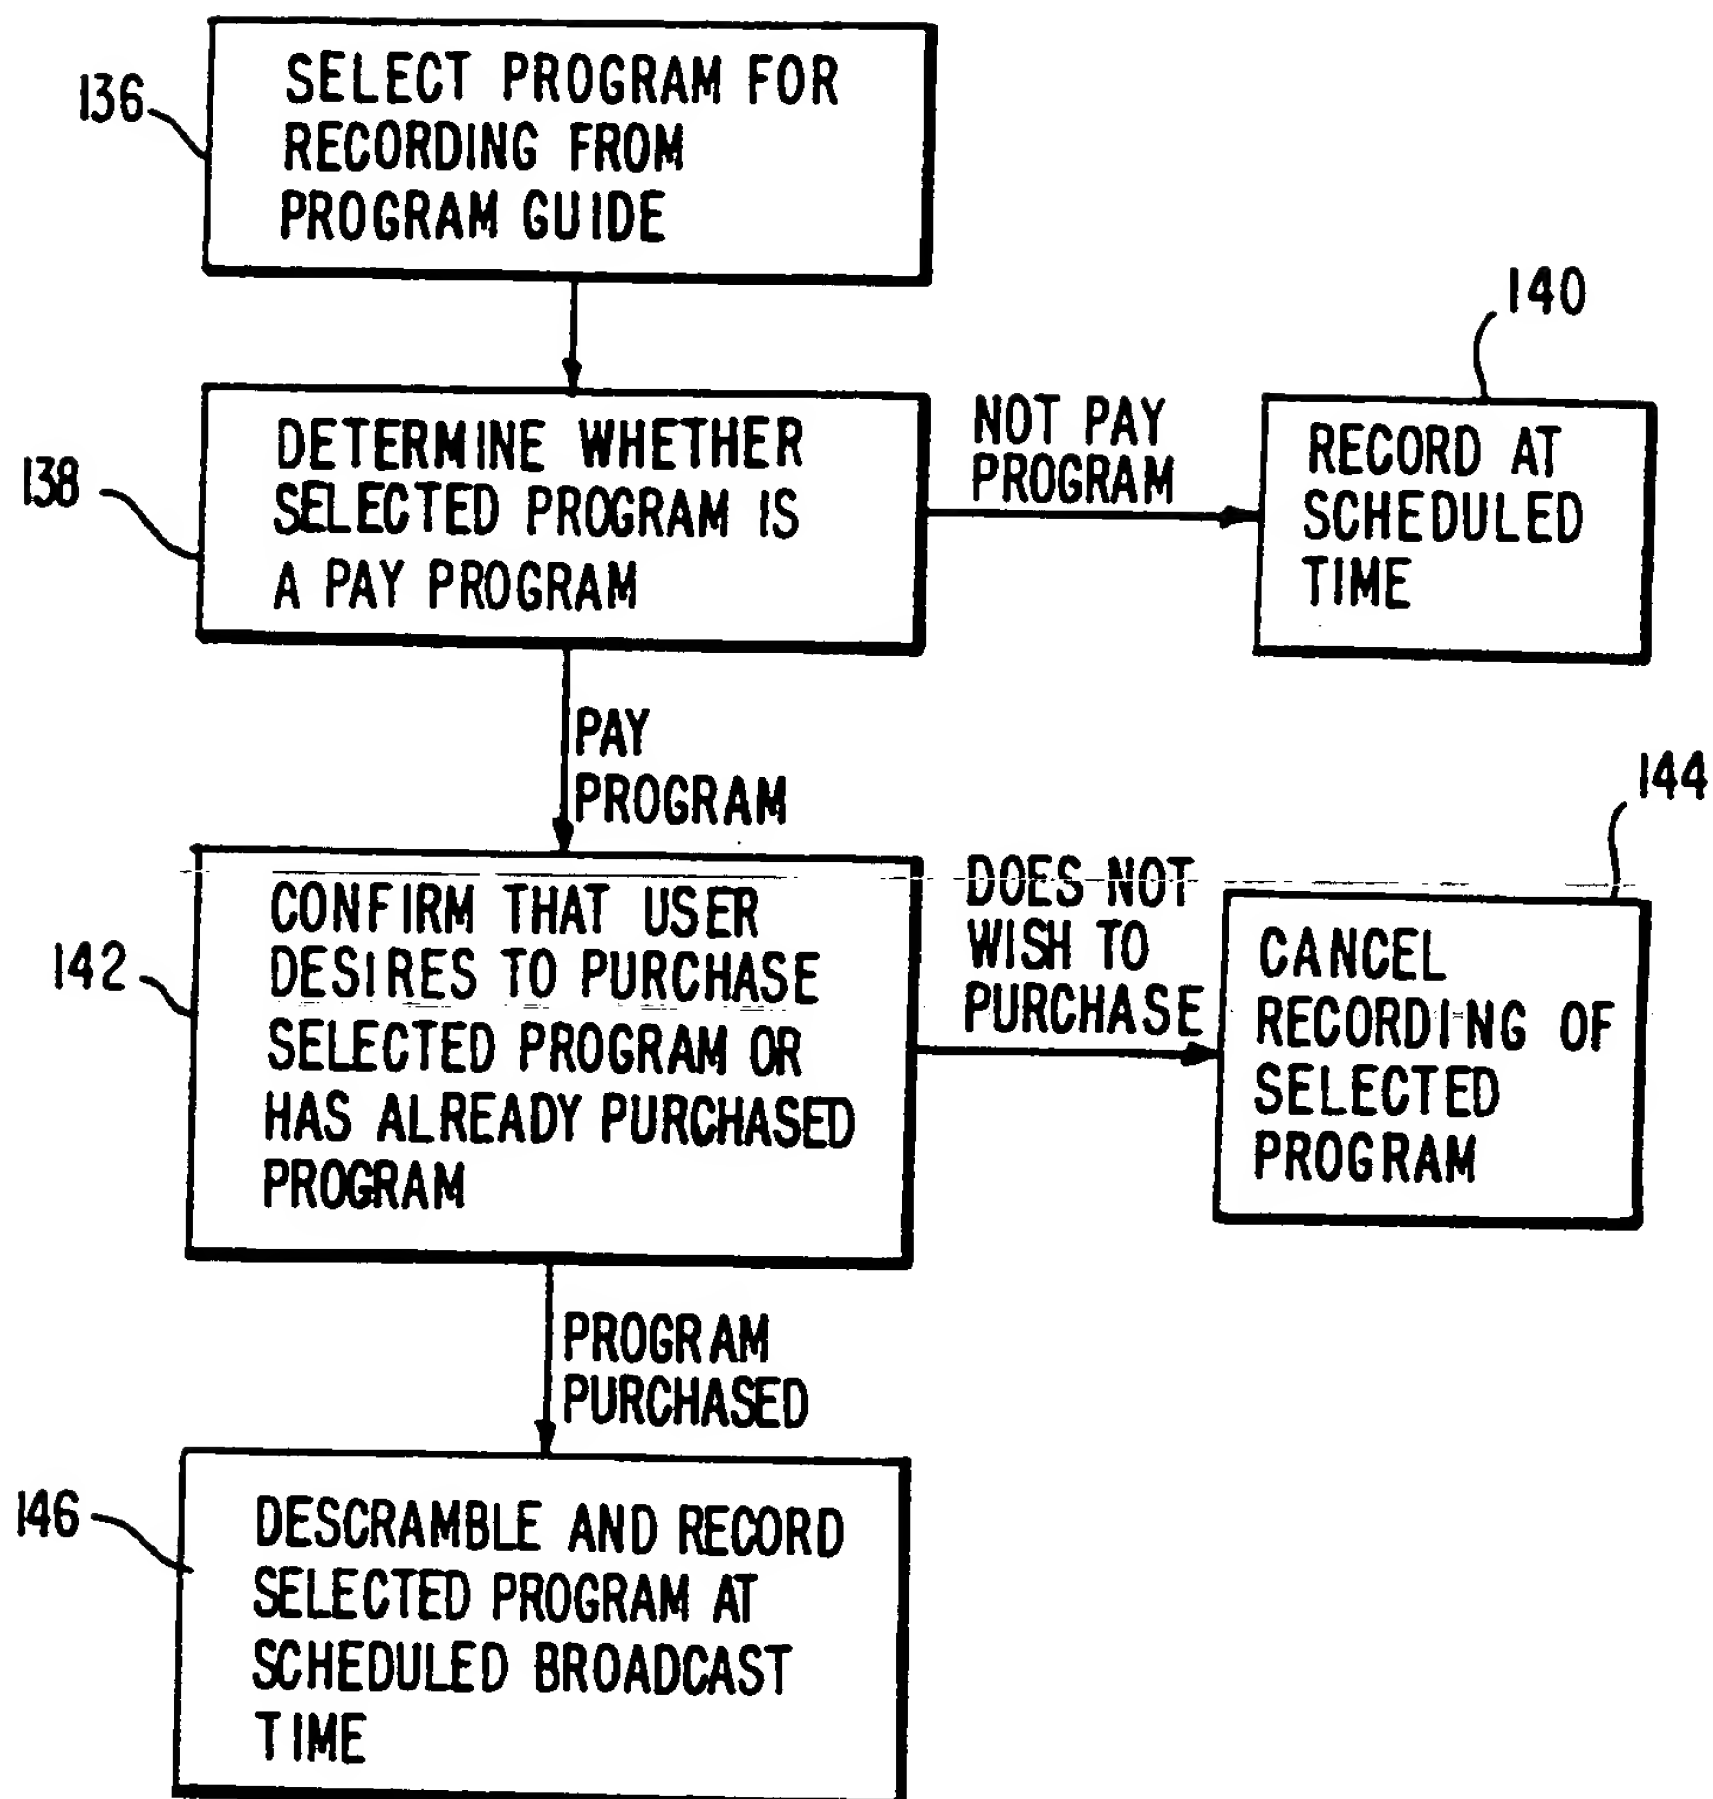 136
SELECT PROGRAM FOR
RECORDING FROM
PROGRAM GUIDE
138
DETERMINE WHETHER
SELECTED PROGRAM IS
A PAY PROGRAM
NOT PAY
PROGRAM
140
RECORD AT
SCHEDULED
TIME
PAY
PROGRAM
142
CONFIRM THAT USER
DESIRES TO PURCHASE
SELECTED PROGRAM OR
HAS ALREADY PURCHASED
PROGRAM
DOES NOT
WISH TO
PURCHASE
144
CANCEL
RECORDING OF
SELECTED
PROGRAM
PROGRAM
PURCHASED
146
DESCRAMBLE AND RECORD
SELECTED PROGRAM AT
SCHEDULED BROADCAST
TIME